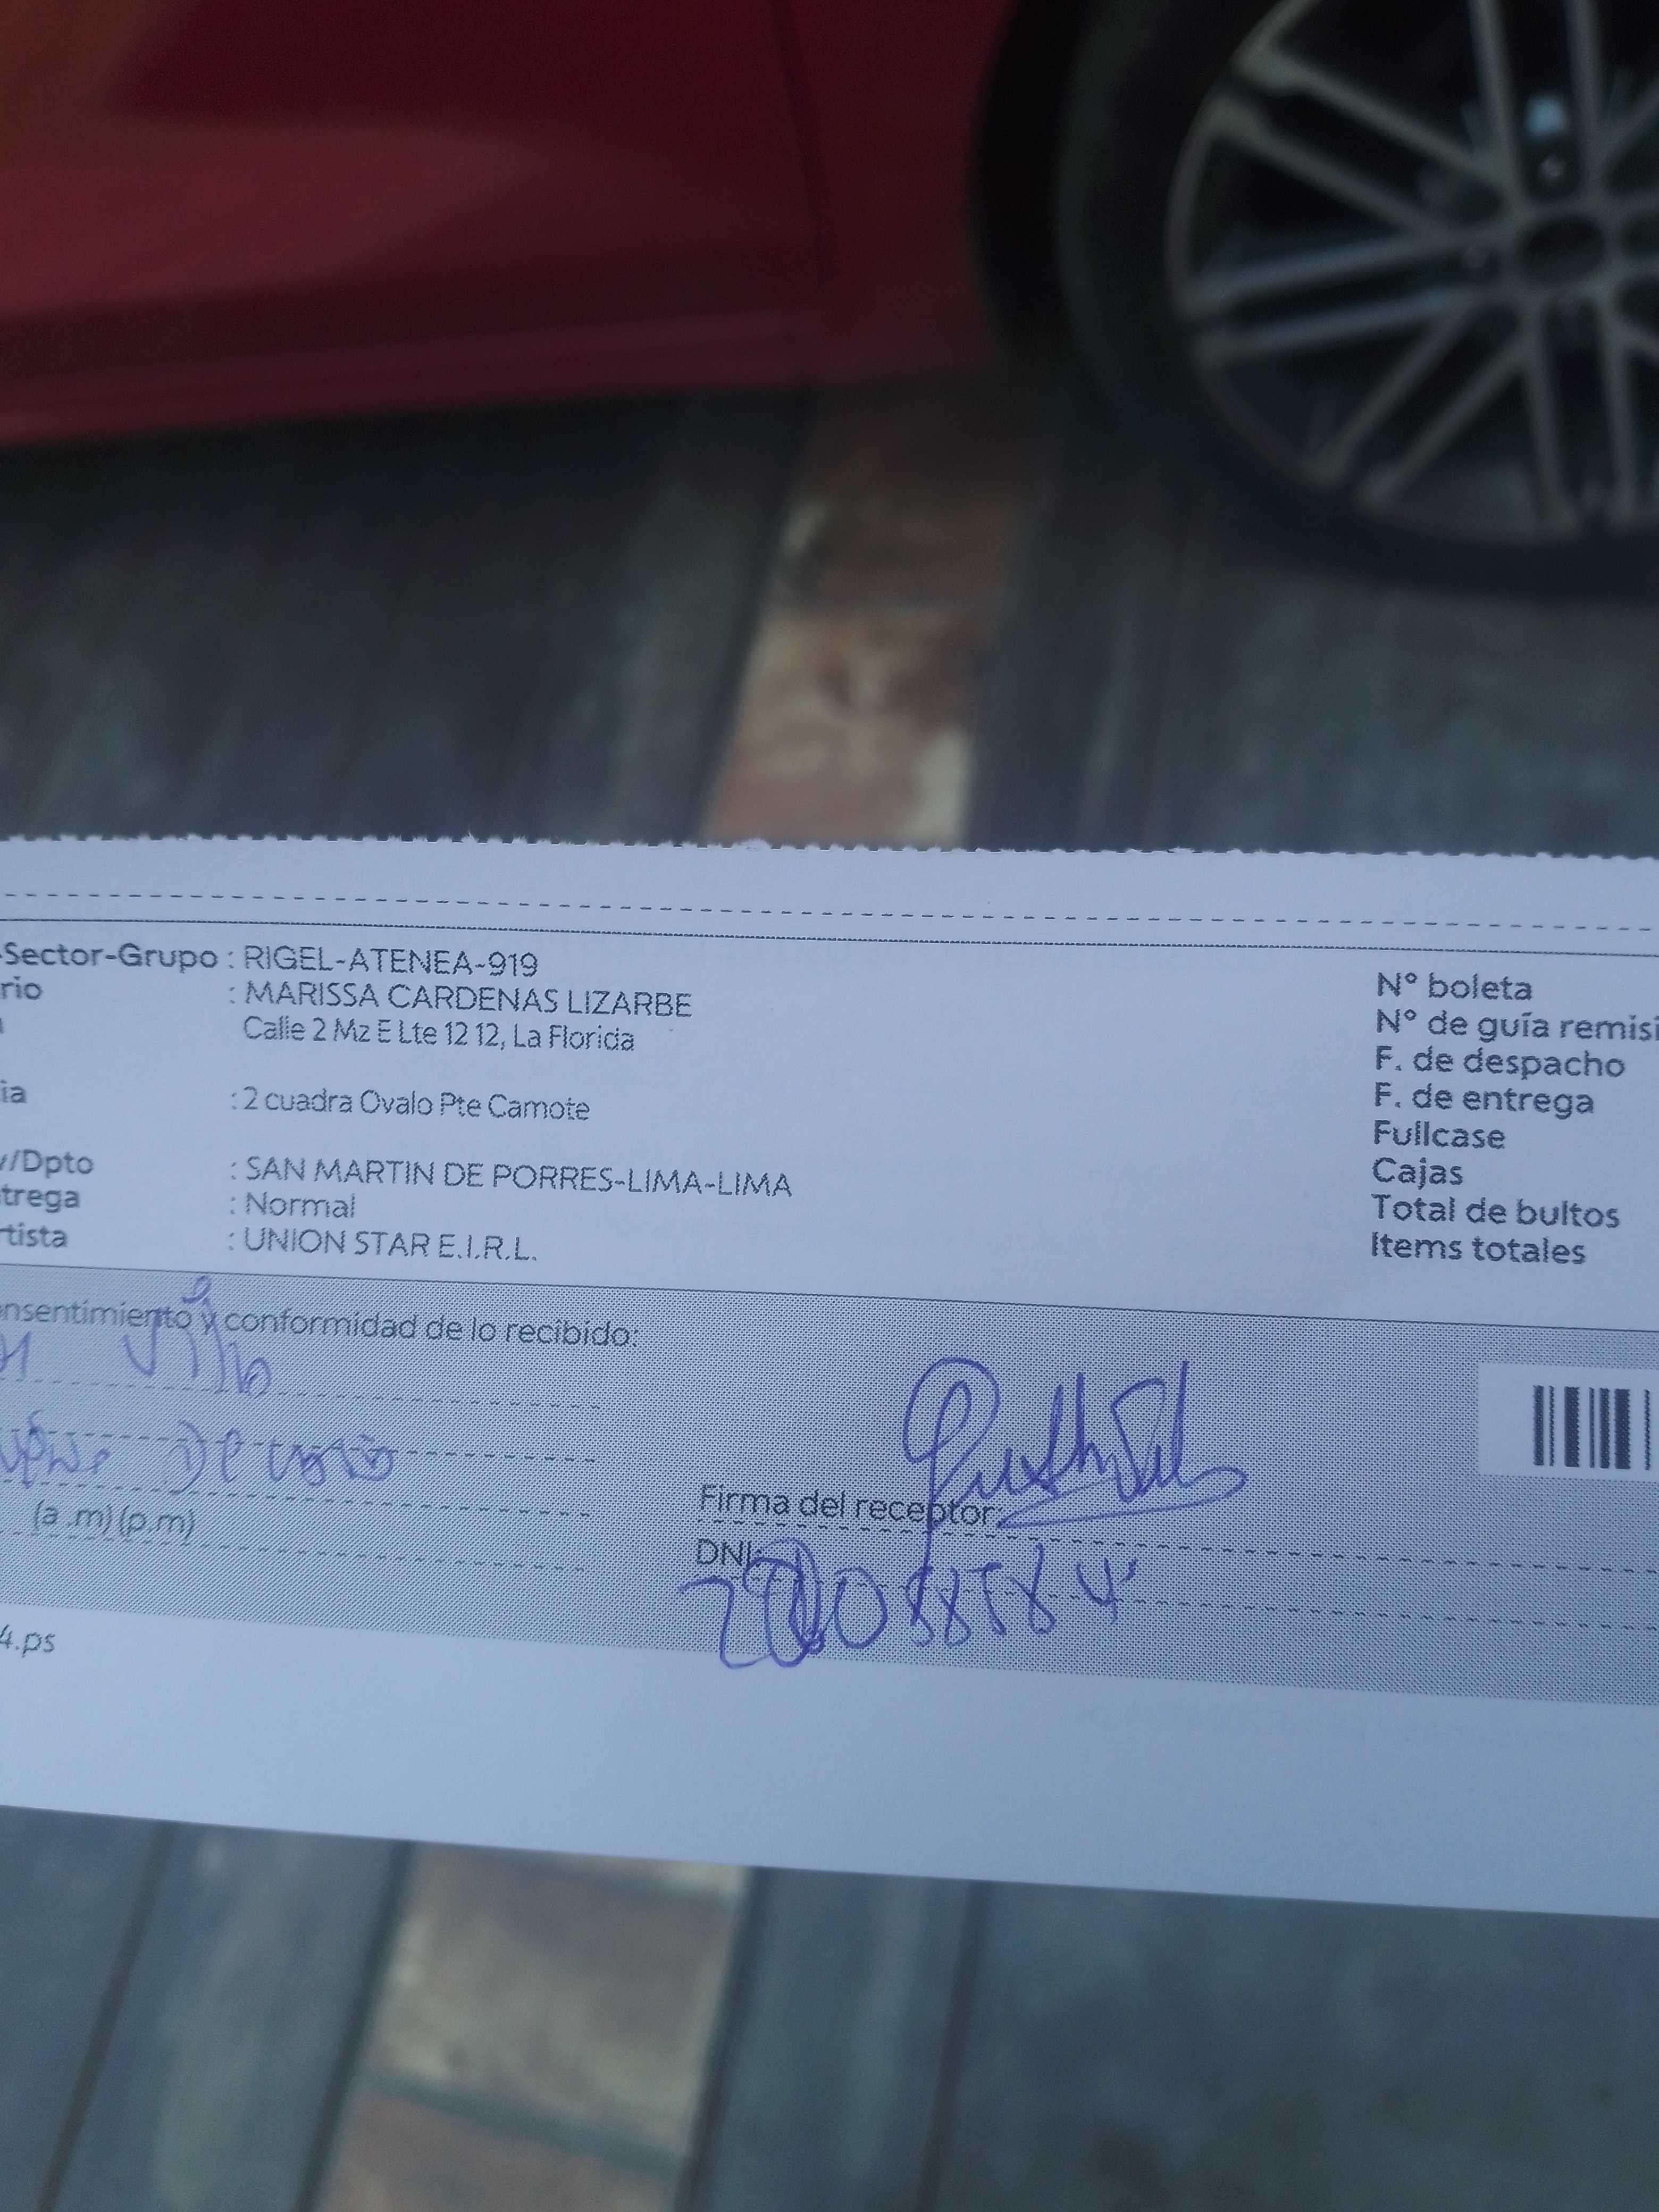 -Sector-Grupo : RIGEL-ATENEA-919
rio : MARISSA CARDENAS LIZARBE
Calle 2 Mz E Lte 12 12, La Florida
ia : 2 cuadra Ovalo Pte Camote
/Dpto : SAN MARTIN DE PORRES-LIMA-LIMA
trega : Normal
rtista : UNION STAR E.I.R.L.
N° boleta
N° de guía remisi
F. de despacho
F. de entrega
Fullcase
Cajas
Total de bultos
Items totales
nsentimiento y conformidad de lo recibido:
(a .m) (p.m)
Firma del receptor:
DNI:
4.ps